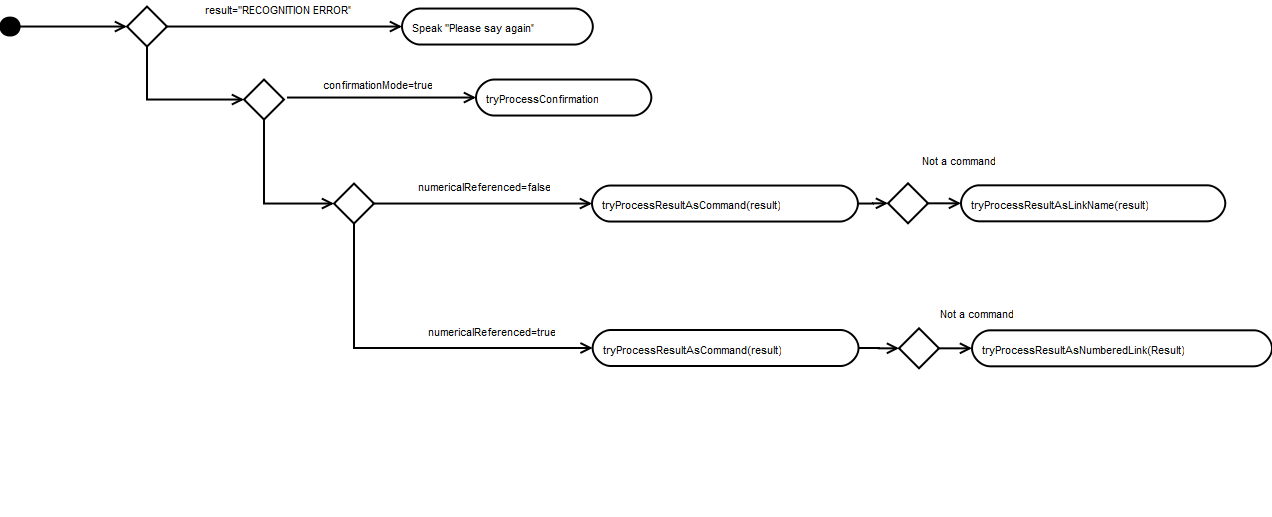 result="RECOGNITION ERROR"
Speak "Please say again"
confirmationMode=true
tryProcessConfirmation
Not a command
numericalReferenced=false
tryProcessResultAsCommand(result)
tryProcessResultAsLinkName(result)
Not a command
numericalReferenced=true
tryProcessResultAsCommand(result)
tryProcessResultAsNumberedLink(Result)